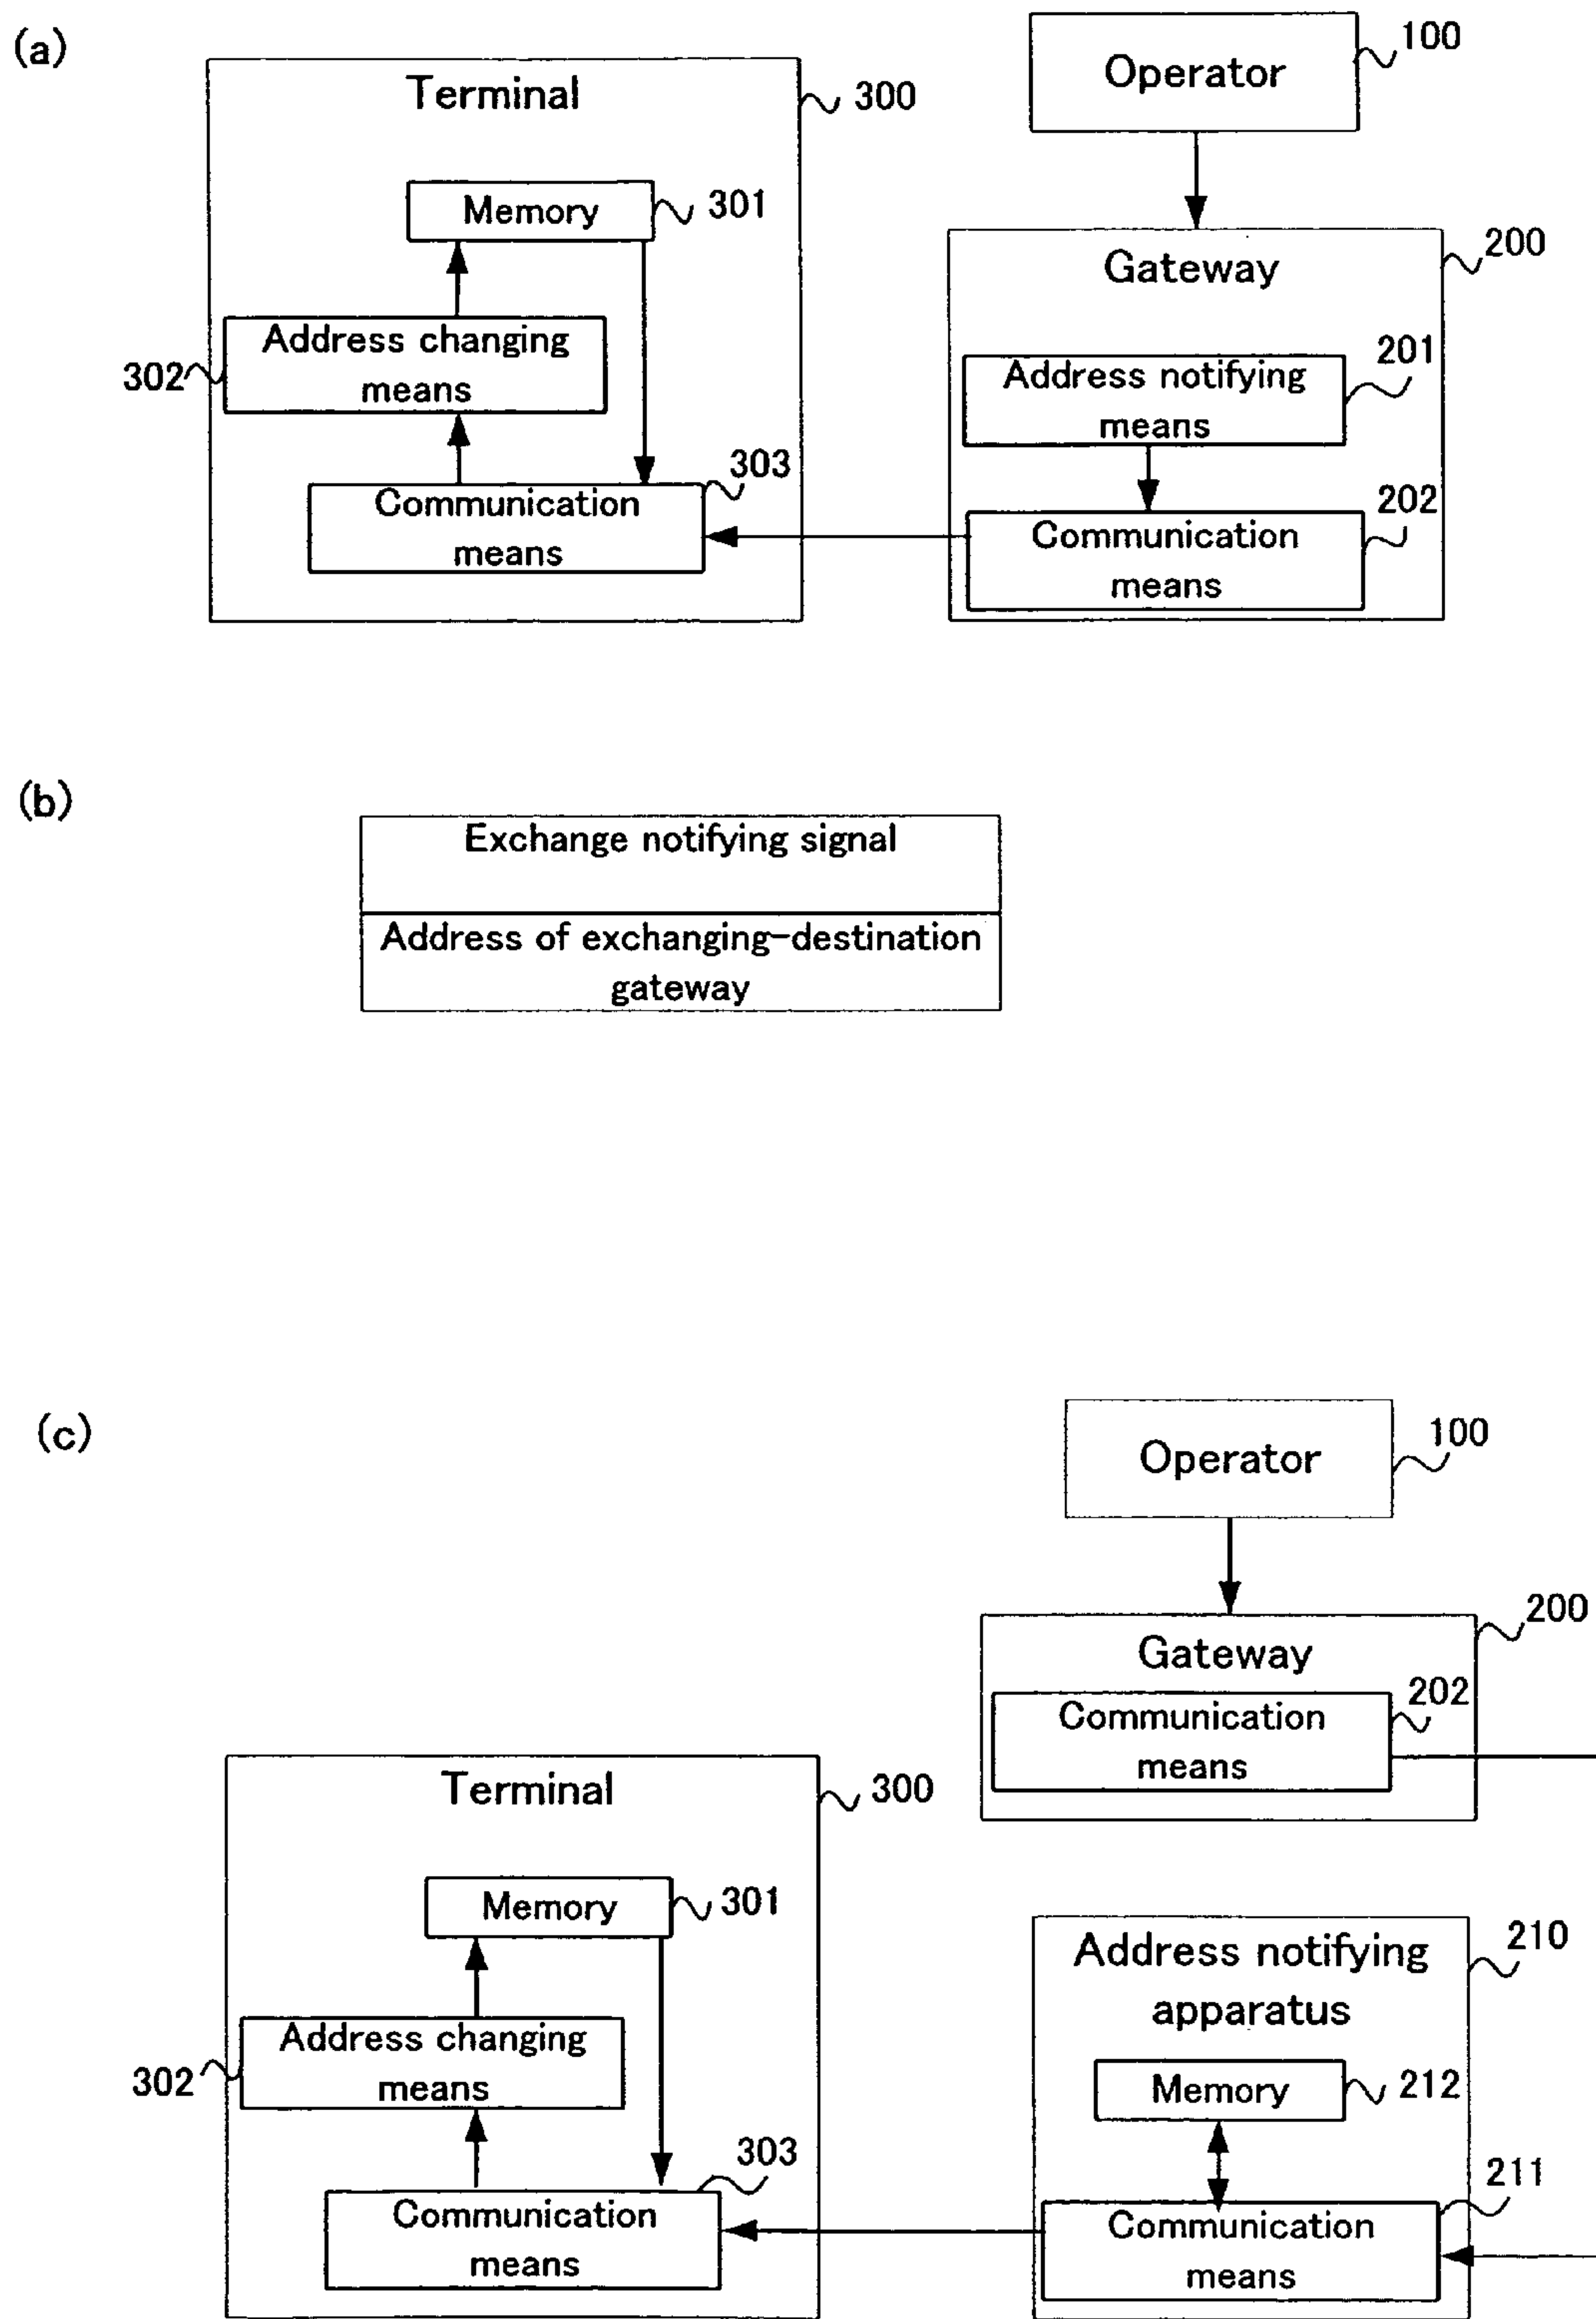 (a)
Operator
100
Terminal
300
Memory
301
Gateway
200
Address changing
means
302
Address notifying
means
201
303
Communication
means
202
Communication
means
(b)
Exchange notifying signal
Address of exchanging-destination
gateway
(c)
Operator
100
Gateway
200
Communication
means
202
Terminal
300
Memory
301
Address notifying
apparatus
210
Address changing
means
302
Memory
212
303
Communication
means
211
Communication
means